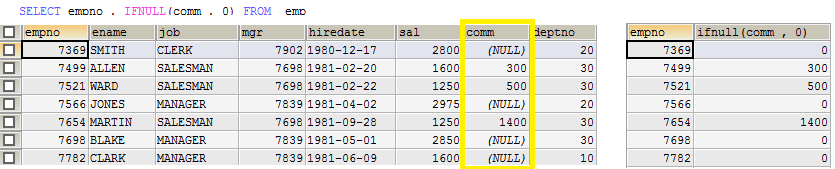 SELECT empno , IFNULL(comm , 0) FROM emp
empno ename job mgr hiredate sal comm deptno empno ifnull(comm , 0)
7369 SMITH CLERK 7902 1980-12-17 2800 (NULL) 20 7369 0
7499 ALLEN SALESMAN 7698 1981-02-20 1600 300 30 7499 300
7521 WARD SALESMAN 7698 1981-02-22 1250 500 30 7521 500
7566 JONES MANAGER 7839 1981-04-02 2975 (NULL) 20 7566 0
7654 MARTIN SALESMAN 7698 1981-09-28 1250 1400 30 7654 1400
7698 BLAKE MANAGER 7839 1981-05-01 2850 (NULL) 30 7698 0
7782 CLARK MANAGER 7839 1981-06-09 1600 (NULL) 10 7782 0